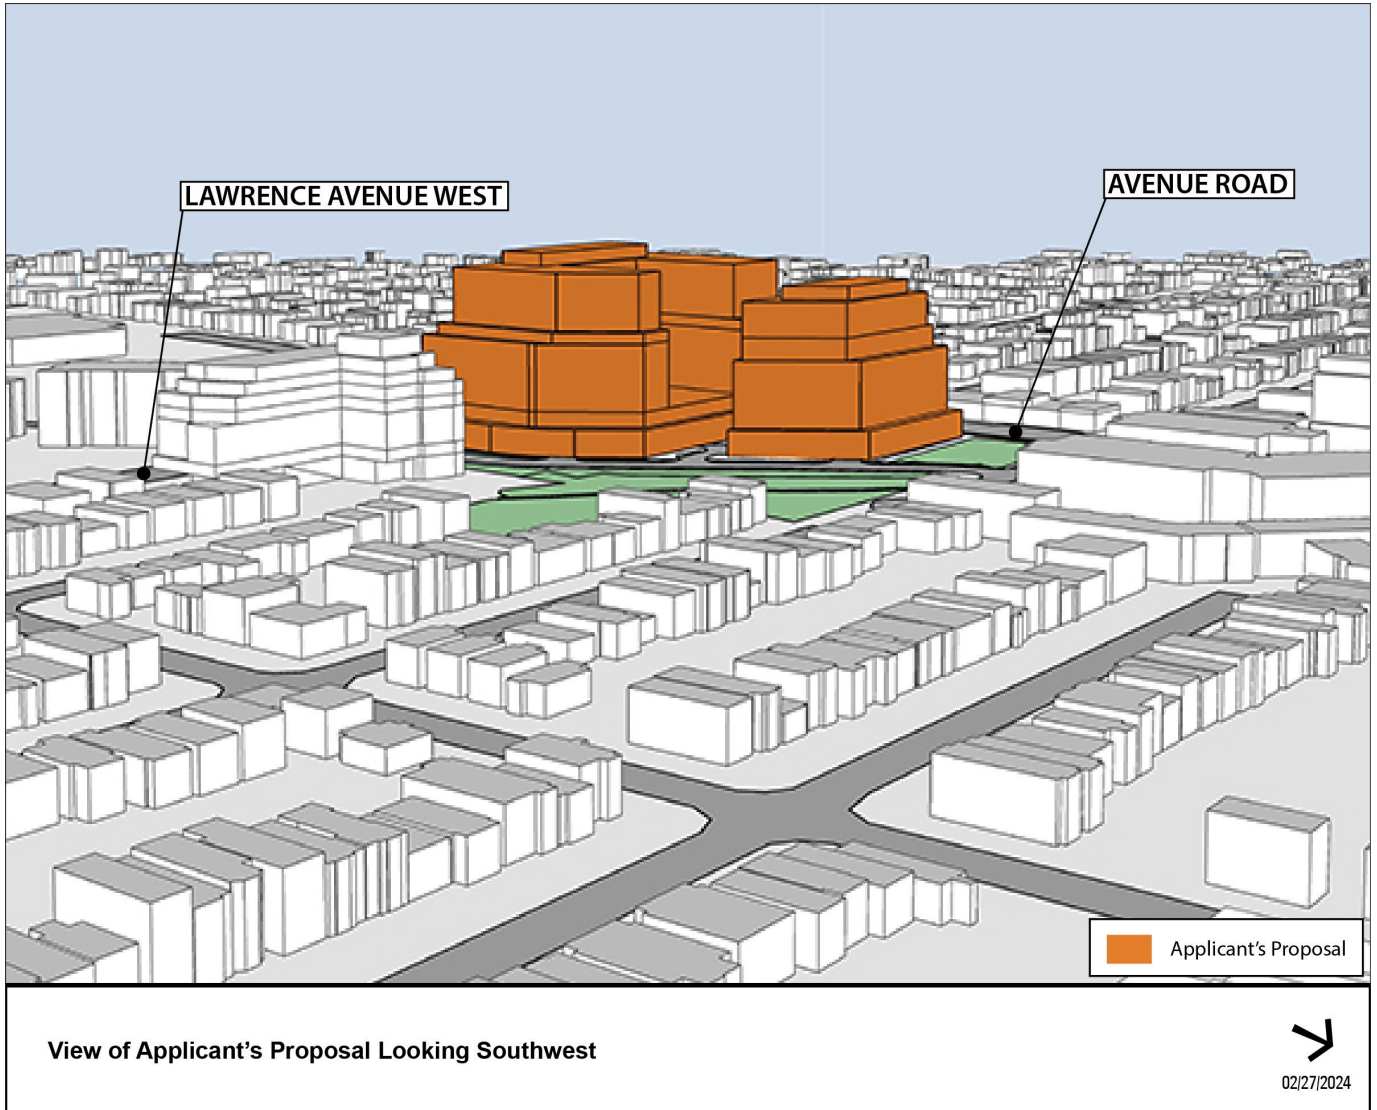 LAWRENCE AVENUE WEST
AVENUE ROAD
Applicant's Proposal
View of Applicant's Proposal Looking Southwest
02/27/2024